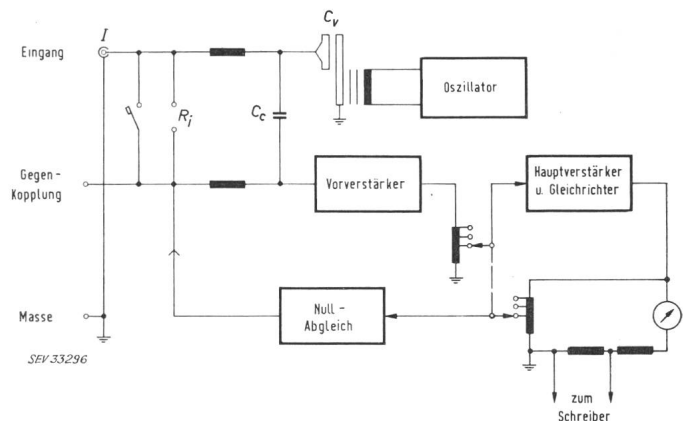 I
C_v
Eingang
Oszillator
R_i
C_c
Gegen-
Kopplung
Vorverstärker
Hauptverstärker
u. Gleichrichter
Null -
Abgleich
Masse
SEV 33296
zum
Schreiber